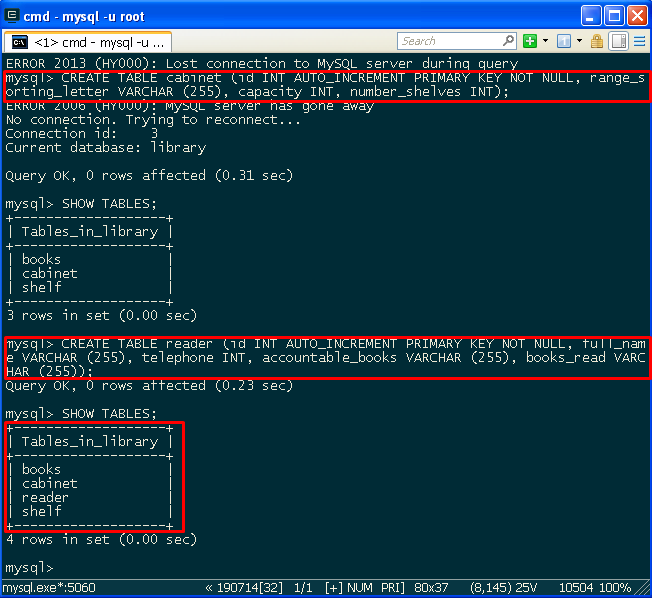 cmd - mysql -u root
<1> cmd - mysql -u ...
Search
ERROR 2013 (HY000): Lost connection to MySQL server during query
mysql> CREATE TABLE cabinet (id INT AUTO_INCREMENT PRIMARY KEY NOT NULL, range_s
orting_letter VARCHAR (255), capacity INT, number_shelves INT);
ERROR 2006 (HY000): MySQL server has gone away
No connection. Trying to reconnect...
Connection id:    3
Current database: library
Query OK, 0 rows affected (0.31 sec)
mysql> SHOW TABLES;
+-------------------+
| Tables_in_library |
+-------------------+
| books             |
| cabinet           |
| shelf             |
+-------------------+
3 rows in set (0.00 sec)
mysql> CREATE TABLE reader (id INT AUTO_INCREMENT PRIMARY KEY NOT NULL, full_nam
e VARCHAR (255), telephone INT, accountable_books VARCHAR (255), books_read VARC
HAR (255));
Query OK, 0 rows affected (0.23 sec)
mysql> SHOW TABLES;
+-------------------+
| Tables_in_library |
+-------------------+
| books             |
| cabinet           |
| reader            |
| shelf             |
+-------------------+
4 rows in set (0.00 sec)
mysql>
mysql.exe*:5060 « 190714[32] 1/1 [+] NUM PRI] 80x37 (8,145) 25V 10504 100%